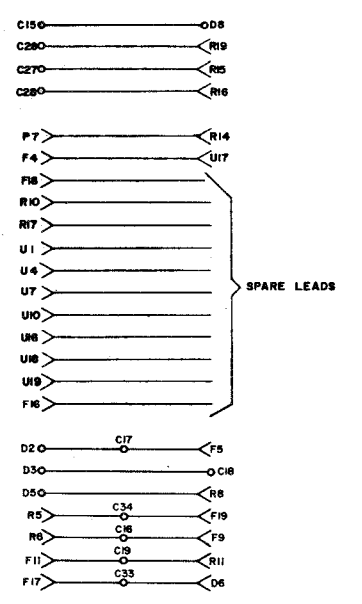 C15 D8
C26 R19
C27 R15
C28 R16
P7 R14
F4 U17
F18
R10
R17
U1
U4
U7
SPARE LEADS
U10
U16
U18
U19
F16
D2 C17 F5
D3 C18
D5 R8
R5 C34 F19
R6 C16 F9
F11 C19 R11
F17 C33 D6